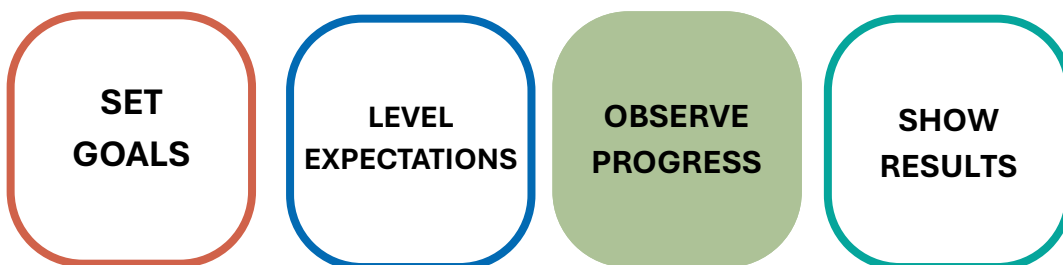 SET
GOALS
LEVEL
EXPECTATIONS
OBSERVE
PROGRESS
SHOW
RESULTS